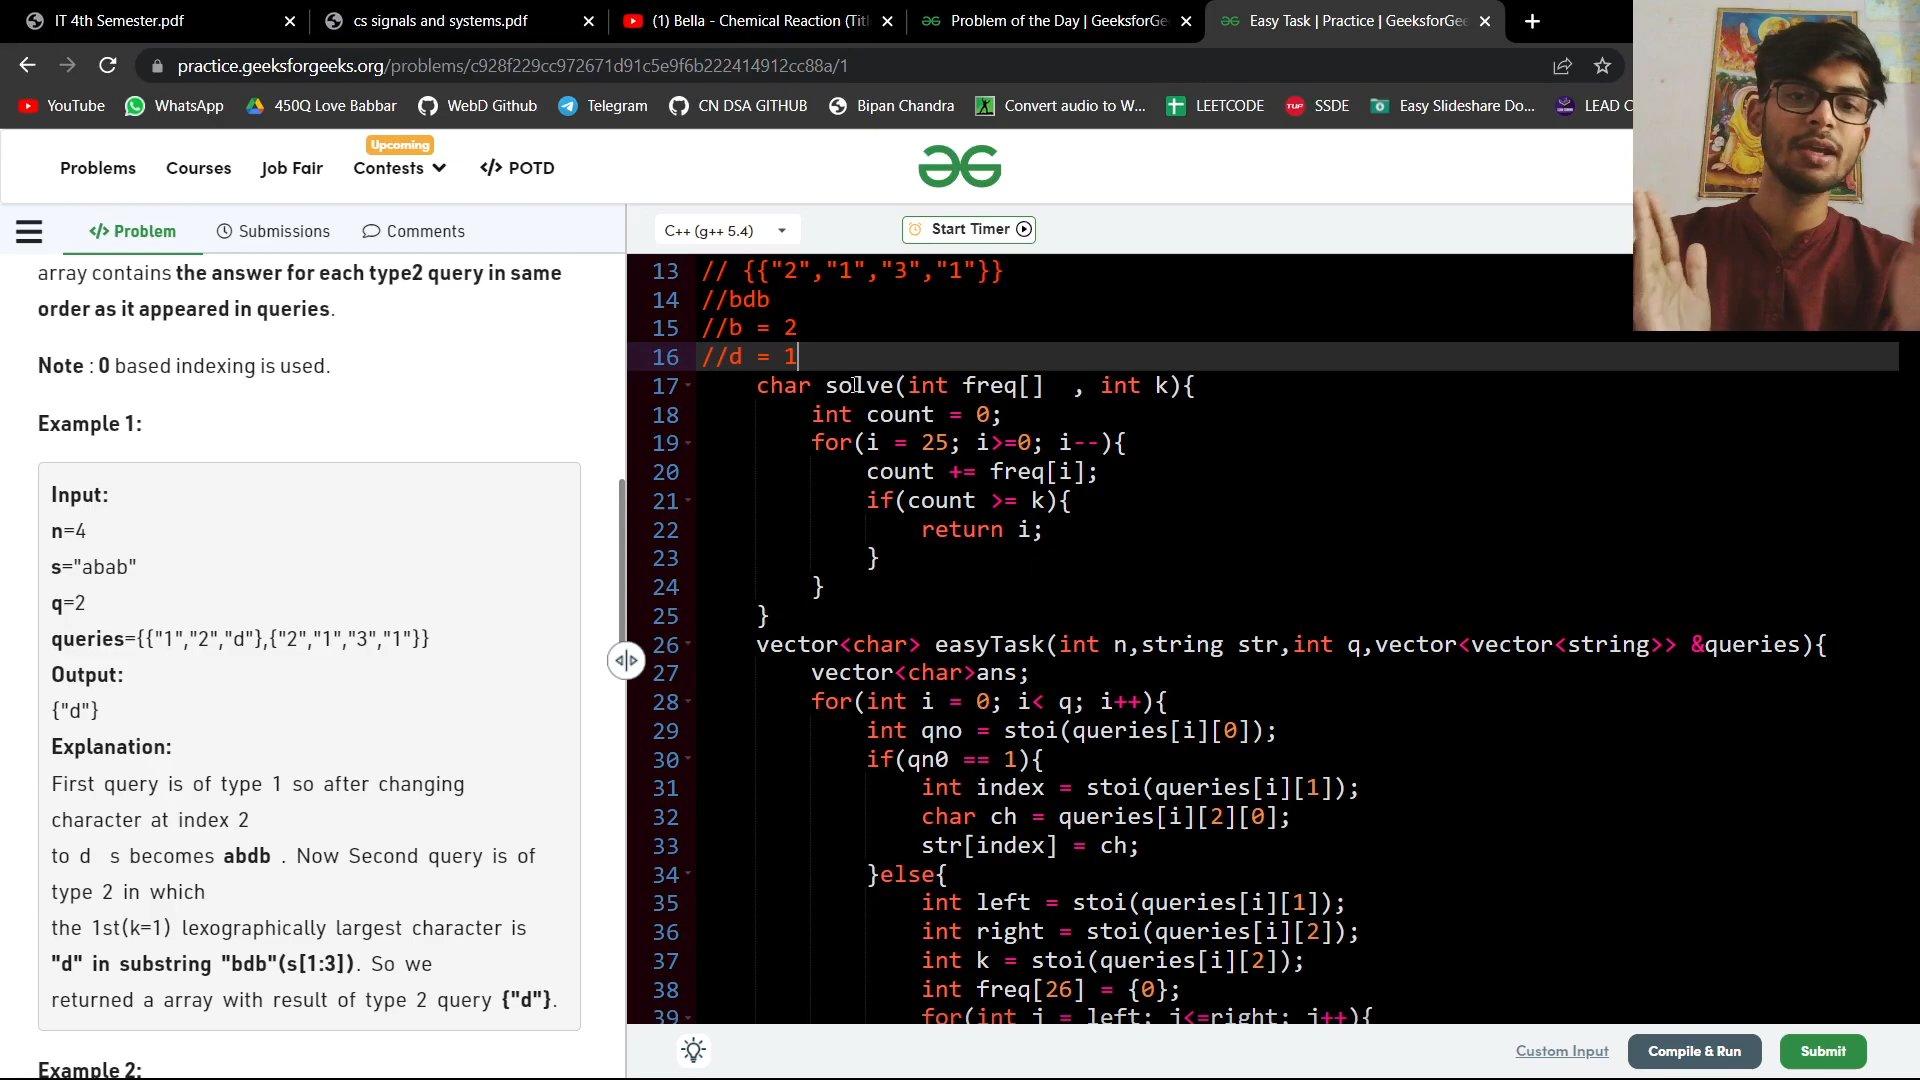 IT 4th Semester.pdf
cs signals and systems.pdf
(1) Bella - Chemical Reaction (Titl
Problem of the Day | GeeksforGe
Easy Task | Practice | GeeksforGee
practice.geeksforgeeks.org/problems/c928f229cc972671d91c5e9f6b222414912cc88a/1
YouTube
WhatsApp
450Q Love Babbar
WebD Github
Telegram
CN DSA GITHUB
Bipan Chandra
Convert audio to W...
LEETCODE
TUF
SSDE
Easy Slideshare Do...
LEAD C
Upcoming
Problems
Courses
Job Fair
Contests
</> POTD
</> Problem
Submissions
Comments
C++ (g++ 5.4)
Start Timer
array contains the answer for each type2 query in same
order as it appeared in queries.
Note : 0 based indexing is used.
Example 1:
Input:
n=4
s="abab"
q=2
queries={{"1","2","d"},{"2","1","3","1"}}
Output:
{"d"}
Explanation:
First query is of type 1 so after changing
character at index 2
to d s becomes abdb . Now Second query is of
type 2 in which
the 1st(k=1) lexographically largest character is
"d" in substring "bdb"(s[1:3]). So we
returned a array with result of type 2 query {"d"}.
Example 2:
13 // {{"2","1","3","1"}}
14 //bdb
15 //b = 2
16 //d = 1
17 char solve(int freq[] , int k){
18 int count = 0;
19 for(i = 25; i>=0; i--){
20 count += freq[i];
21 if(count >= k){
22 return i;
23 }
24 }
25 }
26 vector<char> easyTask(int n,string str,int q,vector<vector<string>> &queries){
27 vector<char>ans;
28 for(int i = 0; i< q; i++){
29 int qno = stoi(queries[i][0]);
30 if(qn0 == 1){
31 int index = stoi(queries[i][1]);
32 char ch = queries[i][2][0];
33 str[index] = ch;
34 }else{
35 int left = stoi(queries[i][1]);
36 int right = stoi(queries[i][2]);
37 int k = stoi(queries[i][2]);
38 int freq[26] = {0};
39 for(int j = left; j<=right; j++){
Custom Input
Compile & Run
Submit